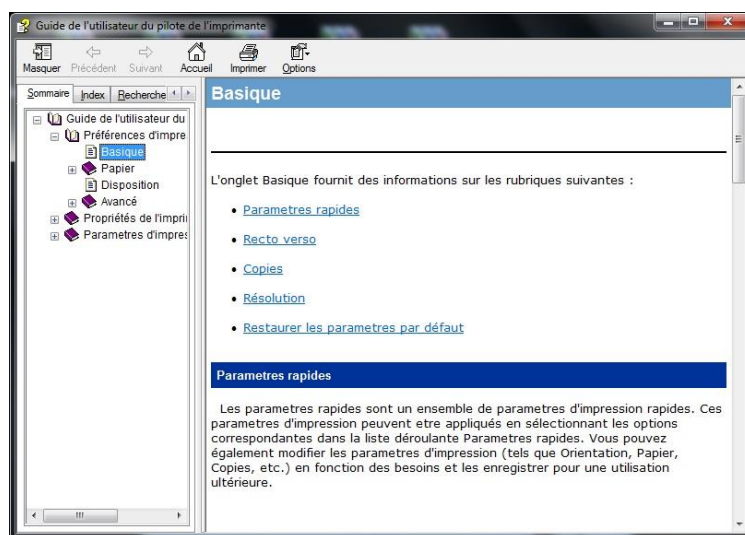 Guide de l'utilisateur du pilote de l'imprimante
Masquer Précédent Suivant Accueil Imprimer Options
Sommaire Index Recherche
Guide de l'utilisateur du
Préférences d'impre
Basique
Papier
Disposition
Avancé
Propriétés de l'imprii
Parametres d'impres
Basique
L'onglet Basique fournit des informations sur les rubriques suivantes :
• Parametres rapides
• Recto verso
• Copies
• Résolution
• Restaurer les parametres par défaut
Parametres rapides
Les parametres rapides sont un ensemble de parametres d'impression rapides. Ces
parametres d'impression peuvent etre appliqués en sélectionnant les options
correspondantes dans la liste déroulante Parametres rapides. Vous pouvez
également modifier les parametres d'impression (tels que Orientation, Papier,
Copies, etc.) en fonction des besoins et les enregistrer pour une utilisation
ultérieure.